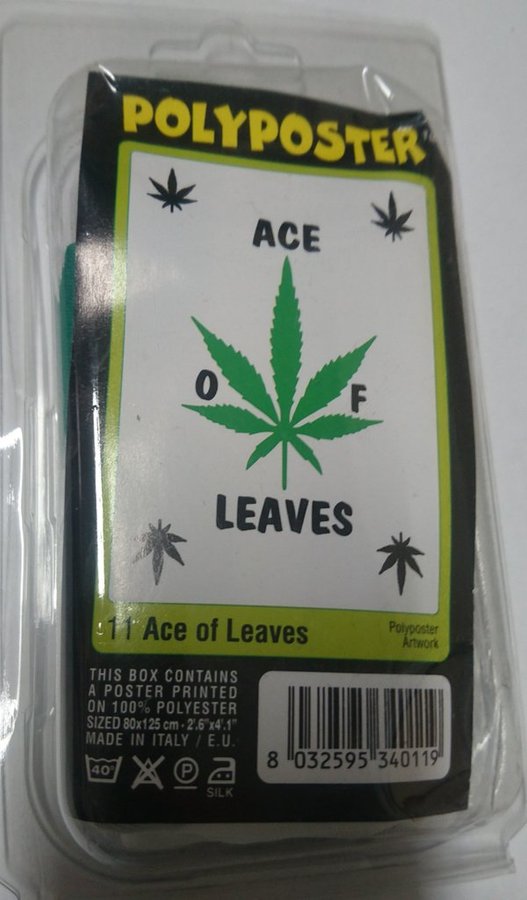 POLYPOSTER
ACE
O F
LEAVES
11 Ace of Leaves
Polyposter
Artwork
THIS BOX CONTAINS
A POSTER PRINTED
ON 100% POLYESTER
SIZED 80x125 cm - 2'.6"x4'.1"
MADE IN ITALY / E.U.
40°
P
SILK
8 032595 340119